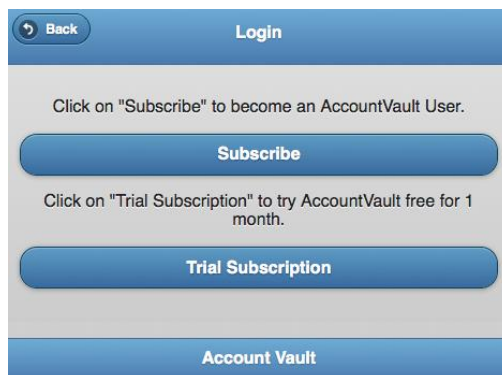 Back
Login
Click on "Subscribe" to become an AccountVault User.
Subscribe
Click on "Trial Subscription" to try AccountVault free for 1
month.
Trial Subscription
Account Vault